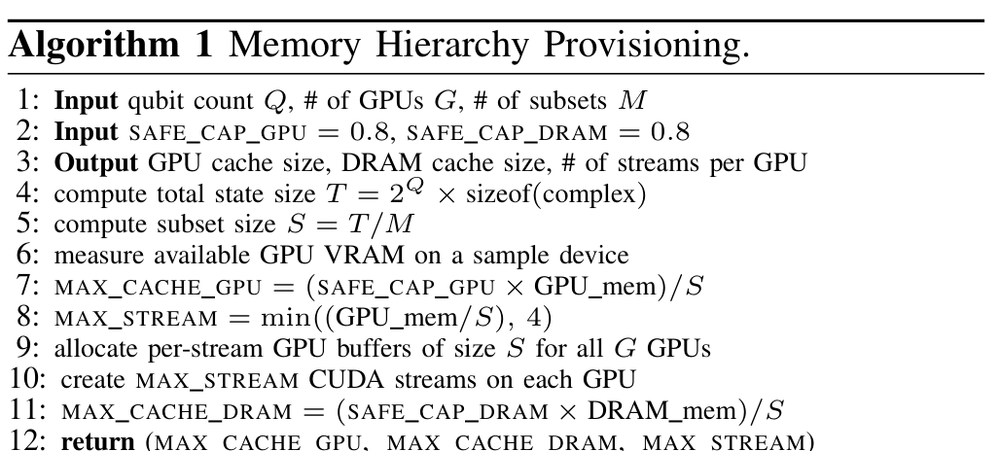 Algorithm 1 Memory Hierarchy Provisioning.
1: Input qubit count Q, # of GPUs G, # of subsets M
2: Input SAFE_CAP_GPU = 0.8, SAFE_CAP_DRAM = 0.8
3: Output GPU cache size, DRAM cache size, # of streams per GPU
4: compute total state size T = 2^Q × sizeof(complex)
5: compute subset size S = T/M
6: measure available GPU VRAM on a sample device
7: MAX_CACHE_GPU = (SAFE_CAP_GPU × GPU_mem)/S
8: MAX_STREAM = min((GPU_mem/S), 4)
9: allocate per-stream GPU buffers of size S for all G GPUs
10: create MAX_STREAM CUDA streams on each GPU
11: MAX_CACHE_DRAM = (SAFE_CAP_DRAM × DRAM_mem)/S
12: return (MAX_CACHE_GPU, MAX_CACHE_DRAM, MAX_STREAM)